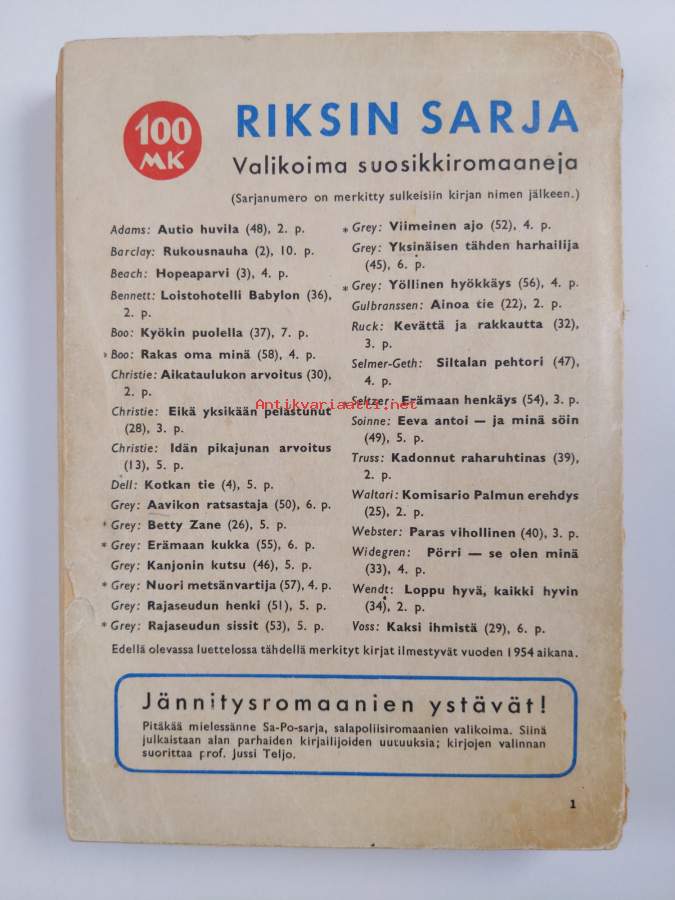 100
MK
RIKSIN SARJA
Valikoima suosikkiromaaneja
(Sarjanumero on merkitty sulkeisiin kirjan nimen jälkeen.)
Adams: Autio huvila (48), 2. p.
Barclay: Rukousnauha (2), 10. p.
Beach: Hopeaparvi (3), 4. p.
Bennett: Loistohotelli Babylon (36),
2. p.
Boo: Kyökin puolella (37), 7. p.
* Boo: Rakas oma minä (58), 4. p.
Christie: Aikataulukon arvoitus (30),
2. p.
Christie: Eikä yksikään pelastunut
(28), 3. p.
Christie: Idän pikajunan arvoitus
(13), 5. p.
Dell: Kotkan tie (4), 5. p.
Grey: Aavikon ratsastaja (50), 6. p.
* Grey: Betty Zane (26), 5. p.
* Grey: Erämaan kukka (55), 6. p.
Grey: Kanjonin kutsu (46), 5. p.
* Grey: Nuori metsänvartija (57), 4. p.
Grey: Rajaseudun henki (51), 5. p.
* Grey: Rajaseudun sissit (53), 5. p.
* Grey: Viimeinen ajo (52), 4. p.
Grey: Yksinäisen tähden harhailija
(45), 6. p.
* Grey: Yöllinen hyökkäys (56), 4. p.
Gulbranssen: Ainoa tie (22), 2. p.
Ruck: Kevättä ja rakkautta (32),
3. p.
Selmer-Geth: Siltalan pehtori (47),
4. p.
* Seltzer: Erämaan henkäys (54), 3. p.
Soinne: Eeva antoi — ja minä söin
(49), 5. p.
Truss: Kadonnut raharuhtinas (39),
2. p.
Waltari: Komisario Palmun erehdys
(25), 2. p.
Webster: Paras vihollinen (40), 3. p.
Widegren: Pörri — se olen minä
(33), 4. p.
Wendt: Loppu hyvä, kaikki hyvin
(34), 2. p.
Voss: Kaksi ihmistä (29), 6. p.
Antikvariaatti.net
Edellä olevassa luettelossa tähdellä merkityt kirjat ilmestyvät vuoden 1954 aikana.
Jännitysromaanien ystävät!
Pitäkää mielessänne Sa-Po-sarja, salapoliisiromaanien valikoima. Siinä
julkaistaan alan parhaiden kirjailijoiden uutuuksia; kirjojen valinnan
suorittaa prof. Jussi Teljo.
1